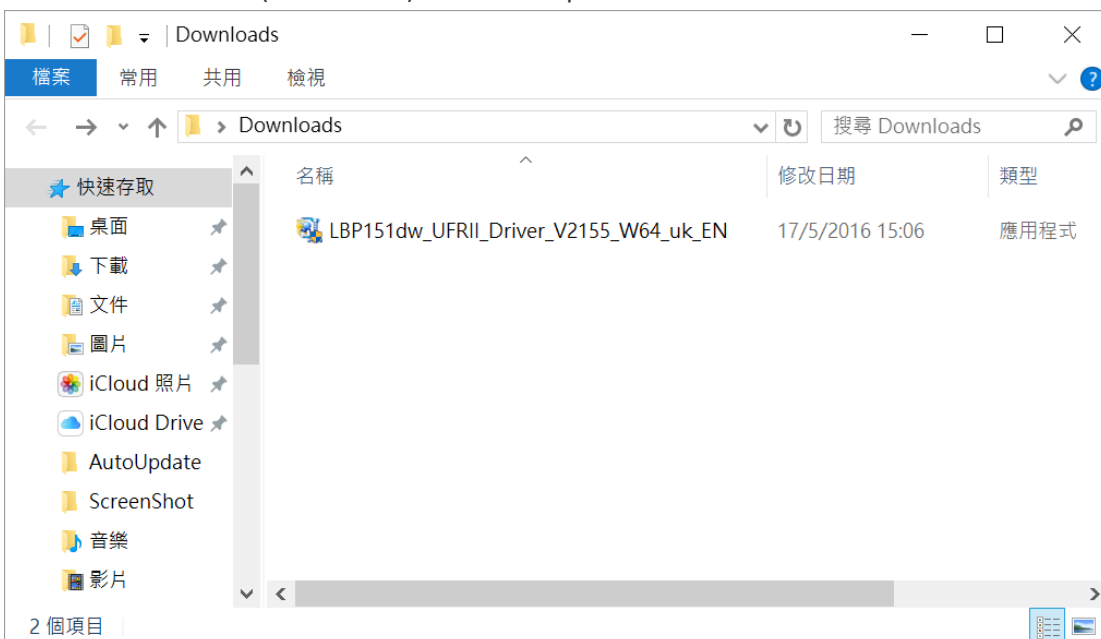 Downloads
檔案 常用 共用 檢視
Downloads 搜尋 Downloads
名稱 修改日期 類型
快速存取
桌面
下載
文件
圖片
iCloud 照片
iCloud Drive
AutoUpdate
ScreenShot
音樂
影片
LBP151dw_UFRII_Driver_V2155_W64_uk_EN 17/5/2016 15:06 應用程式
2 個項目